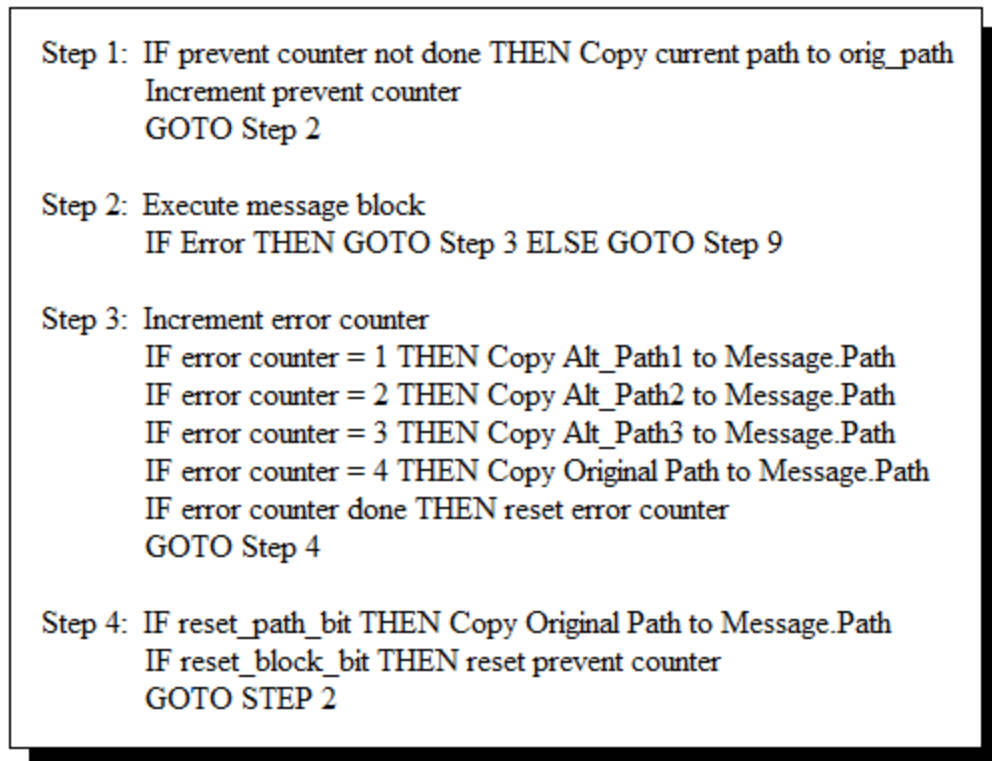 Step 1: IF prevent counter not done THEN Copy current path to orig_path
Increment prevent counter
GOTO Step 2
Step 2: Execute message block
IF Error THEN GOTO Step 3 ELSE GOTO Step 9
Step 3: Increment error counter
IF error counter = 1 THEN Copy Alt_Path1 to Message.Path
IF error counter = 2 THEN Copy Alt_Path2 to Message.Path
IF error counter = 3 THEN Copy Alt_Path3 to Message.Path
IF error counter = 4 THEN Copy Original Path to Message.Path
IF error counter done THEN reset error counter
GOTO Step 4
Step 4: IF reset_path_bit THEN Copy Original Path to Message.Path
IF reset_block_bit THEN reset prevent counter
GOTO STEP 2